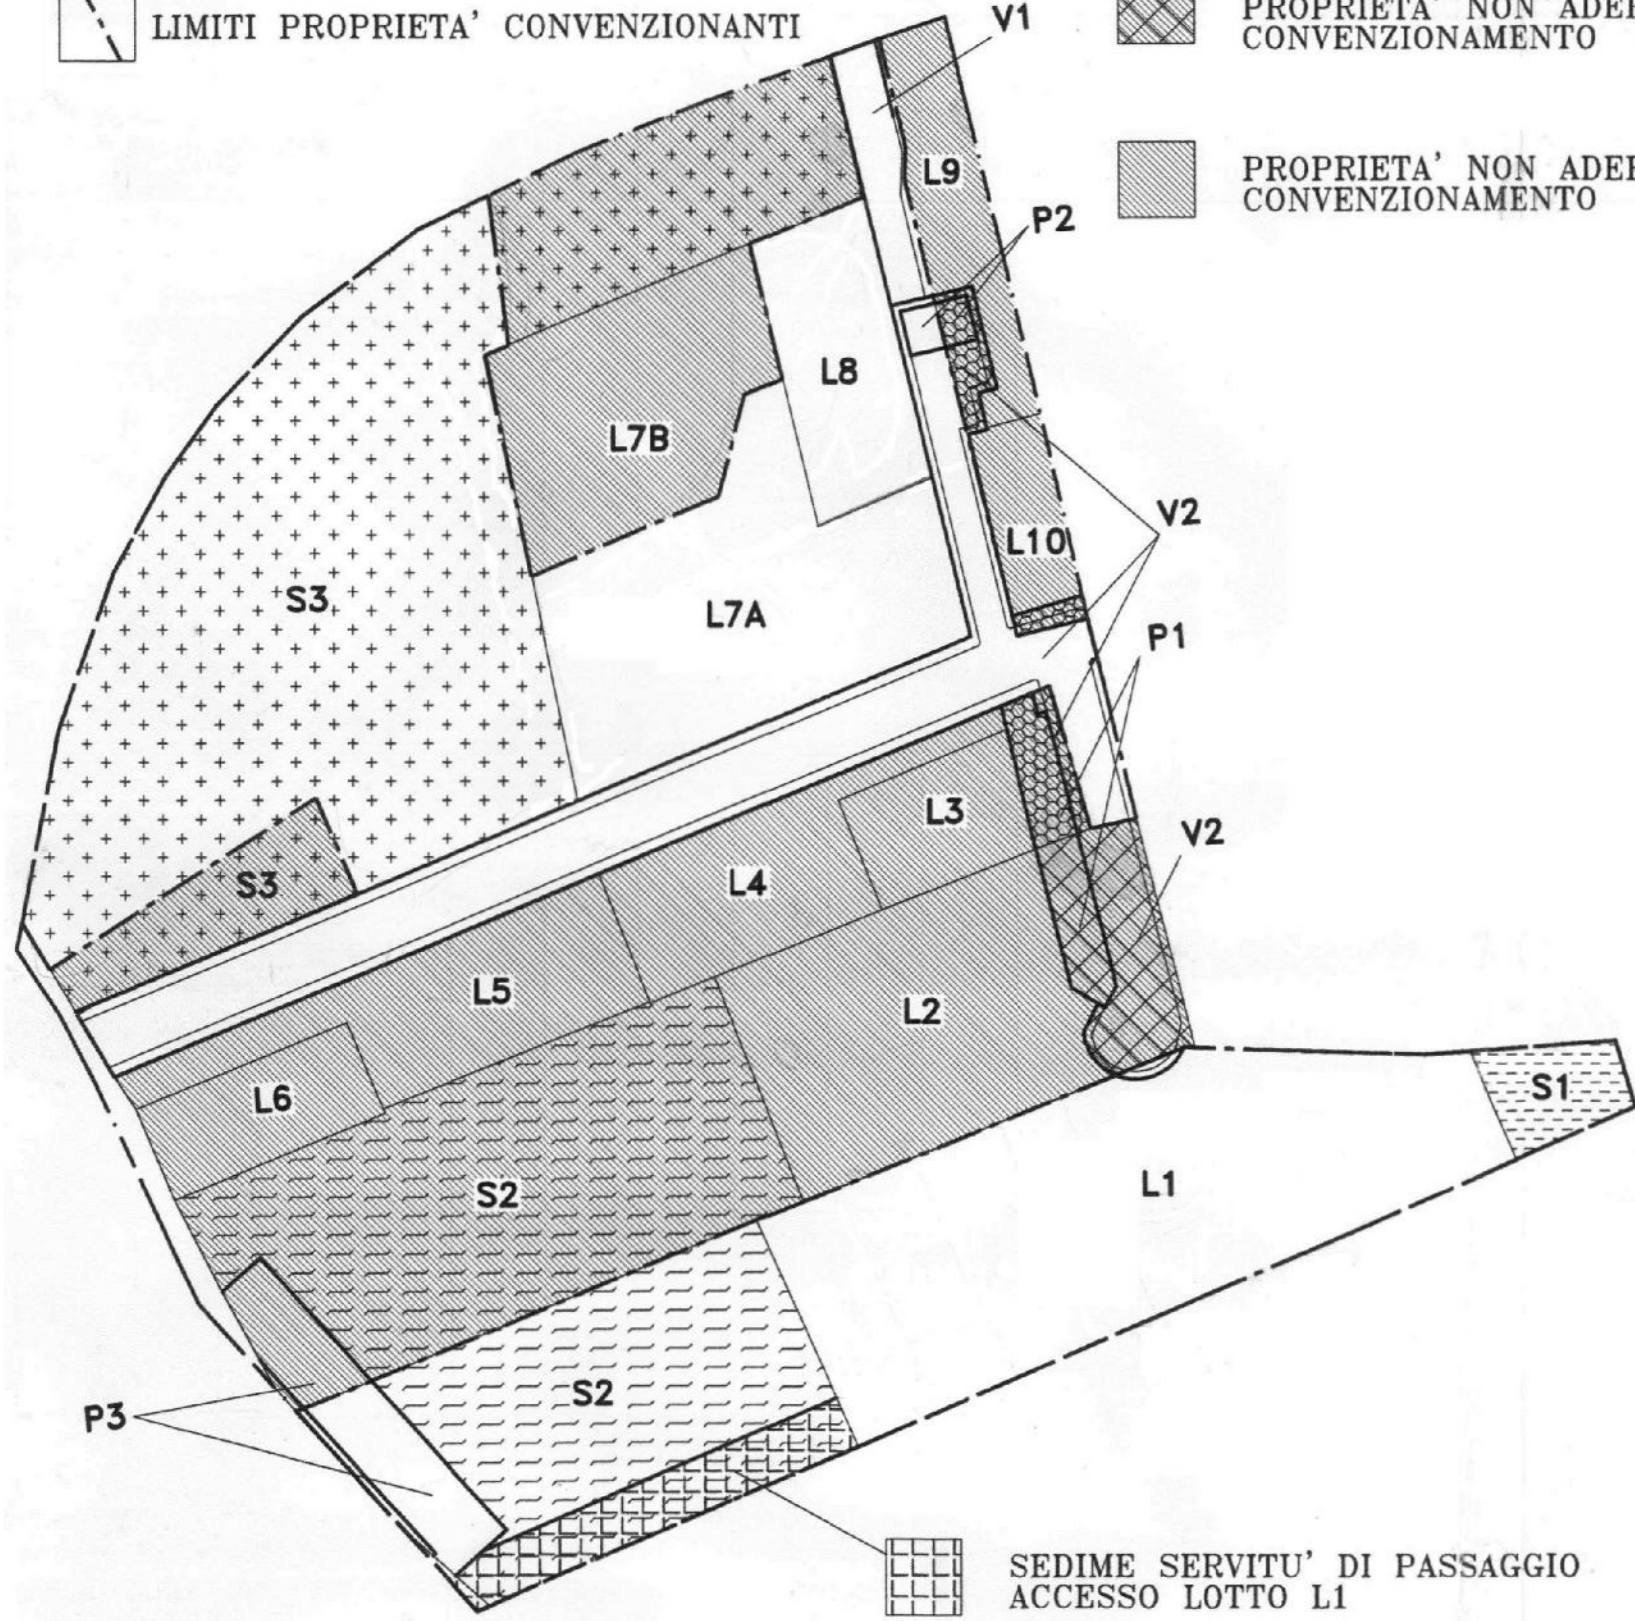 LIMITI PROPRIETA' CONVENZIONANTI
PROPRIETA' NON ADER
CONVENZIONAMENTO
V1
L9
PROPRIETA' NON ADER
CONVENZIONAMENTO
P2
L8
L7B
V2
L10
S3
L7A
P1
L3
V2
S3
L4
L5
L2
L6
S1
S2
L1
S2
P3
SEDIME SERVITU' DI PASSAGGIO
ACCESSO LOTTO L1